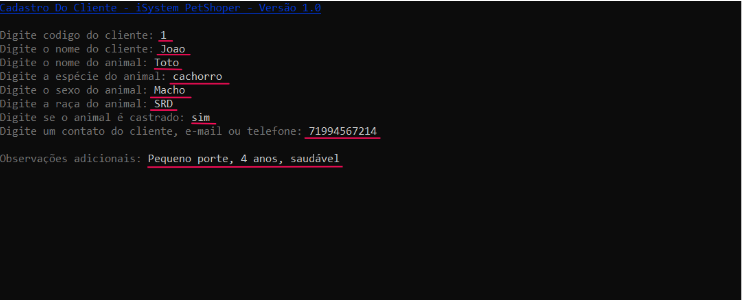 Cadastro Do Cliente - iSystem PetShoper - Versão 1.0
Digite codigo do cliente: 1
Digite o nome do cliente: Joao
Digite o nome do animal: Toto
Digite a espécie do animal: cachorro
Digite o sexo do animal: Macho
Digite a raça do animal: SRD
Digite se o animal é castrado: sim
Digite um contato do cliente, e-mail ou telefone: 71994567214
Observações adicionais: Pequeno porte, 4 anos, saudável